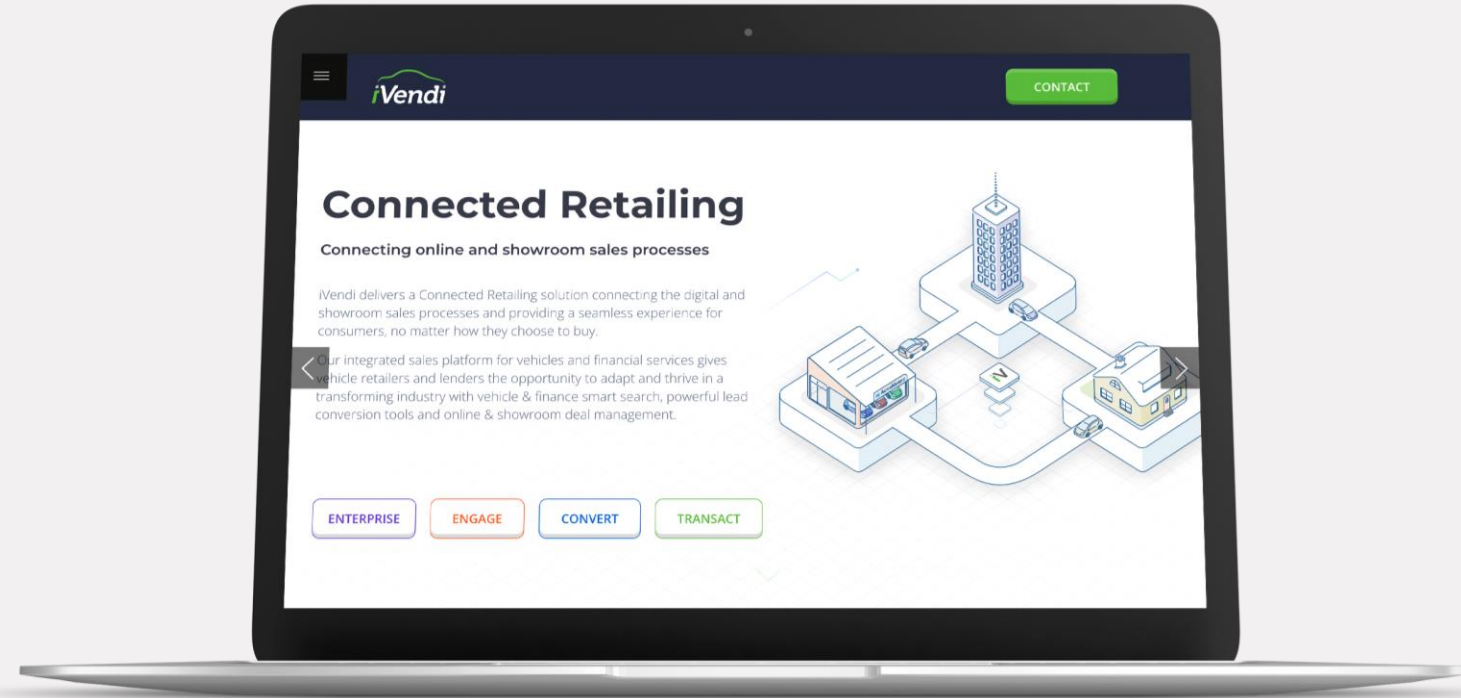 iVendi
CONTACT
Connected Retailing
Connecting online and showroom sales processes
iVendi delivers a Connected Retailing solution connecting the digital and
showroom sales processes and providing a seamless experience for
consumers, no matter how they choose to buy.
Our integrated sales platform for vehicles and financial services gives
vehicle retailers and lenders the opportunity to adapt and thrive in a
transforming industry with vehicle & finance smart search, powerful lead
conversion tools and online & showroom deal management.
iV
ENTERPRISE
ENGAGE
CONVERT
TRANSACT